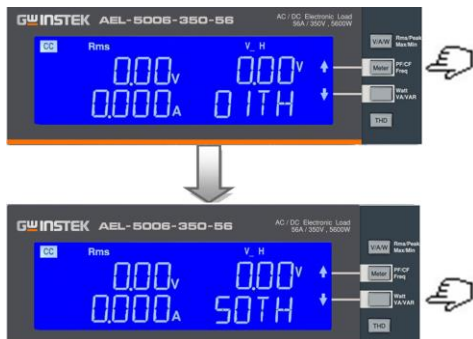 GWINSTEK AEL-5006-350-56 AC / DC Electronic Load
56A / 350V , 5600W
CC Rms V_ H
0.00V 0.00V
0.000A 01TH
V/A/W Rms/Peak
Max/Min
Meter PF/CF
Freq
Watt
VA/VAR
THD
GWINSTEK AEL-5006-350-56 AC / DC Electronic Load
56A / 350V , 5600W
CC Rms V_ H
0.00V 0.00V
0.000A 50TH
V/A/W Rms/Peak
Max/Min
Meter PF/CF
Freq
Watt
VA/VAR
THD